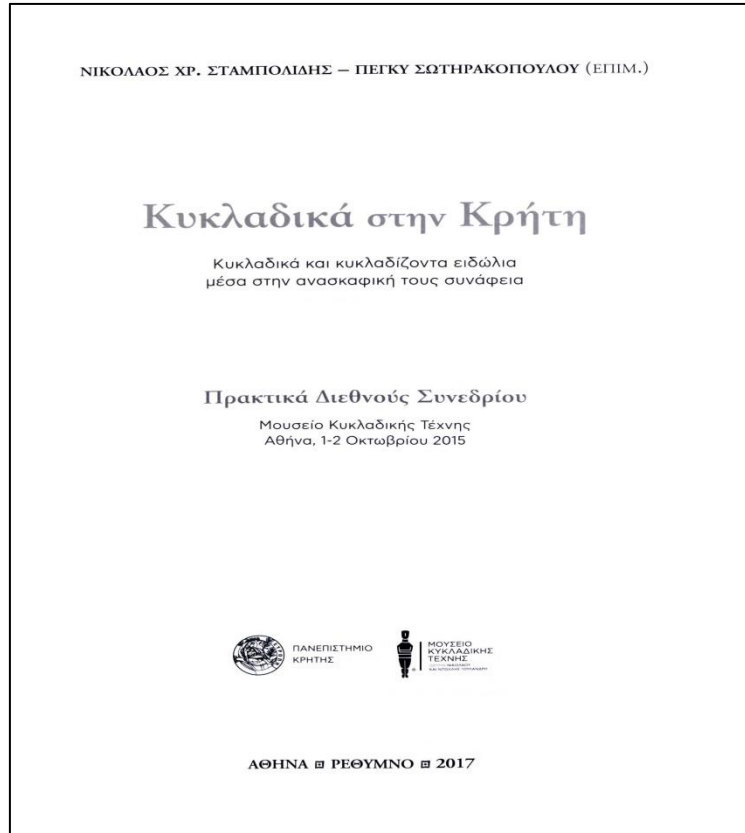 ΝΙΚΟΛΑΟΣ ΧΡ. ΣΤΑΜΠΟΛΙΔΗΣ – ΠΕΓΚΥ ΣΩΤΗΡΑΚΟΠΟΥΛΟΥ (ΕΠΙΜ.)
Κυκλαδικά στην Κρήτη
Κυκλαδικά και κυκλαδίζοντα ειδώλια
μέσα στην ανασκαφική τους συνάφεια
Πρακτικά Διεθνούς Συνεδρίου
Μουσείο Κυκλαδικής Τέχνης
Αθήνα, 1-2 Οκτωβρίου 2015
ΠΑΝΕΠΙΣΤΗΜΙΟ
ΚΡΗΤΗΣ
ΜΟΥΣΕΙΟ
ΚΥΚΛΑΔΙΚΗΣ
ΤΕΧΝΗΣ
ΑΘΗΝΑ ⊡ ΡΕΘΥΜΝΟ ⊡ 2017